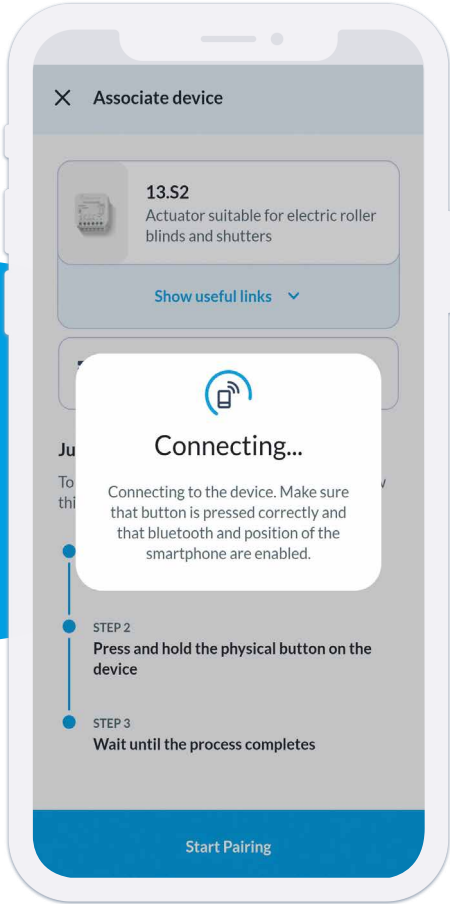 Associate device
13.S2
Actuator suitable for electric roller
blinds and shutters
Show useful links
Connecting...
Connecting to the device. Make sure
that button is pressed correctly and
that bluetooth and position of the
smartphone are enabled.
Ju
To
thi
STEP 2
Press and hold the physical button on the
device
STEP 3
Wait until the process completes
Start Pairing